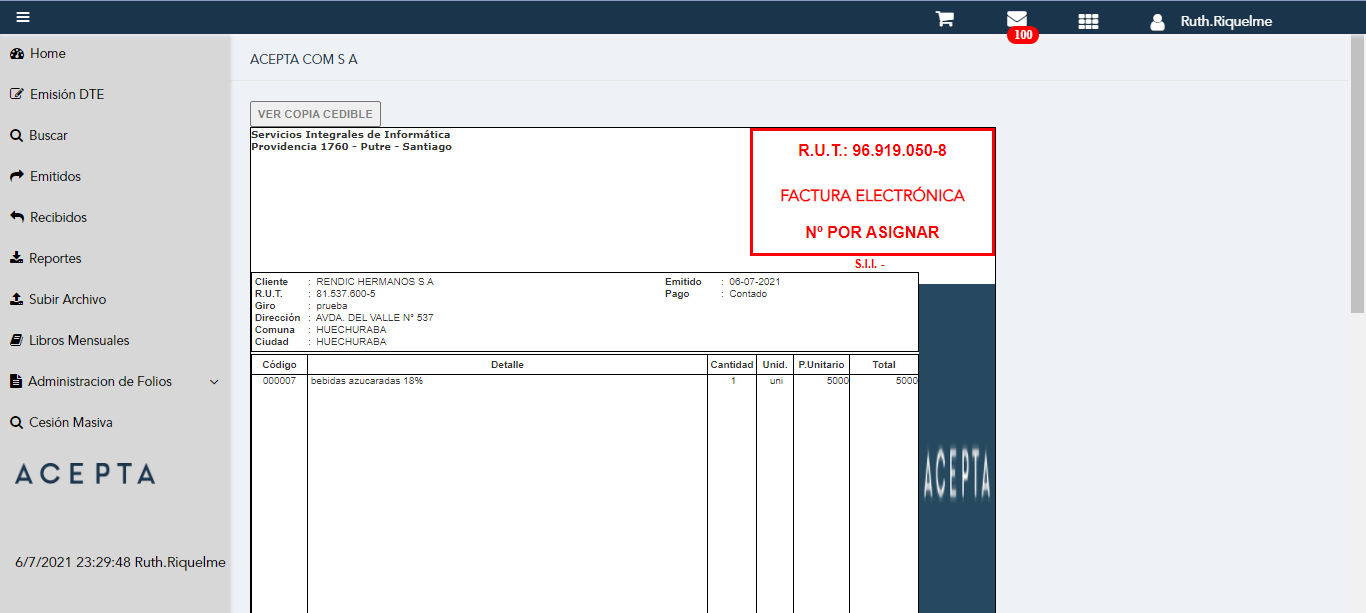 100
Ruth.Riquelme
Home
Emisión DTE
Buscar
Emitidos
Recibidos
Reportes
Subir Archivo
Libros Mensuales
Administracion de Folios
Cesión Masiva
ACEPTA
6/7/2021 23:29:48 Ruth.Riquelme
ACEPTA COM S A
VER COPIA CEDIBLE
Servicios Integrales de Informática
Providencia 1760 - Putre - Santiago
R.U.T.: 96.919.050-8
FACTURA ELECTRÓNICA
Nº POR ASIGNAR
S.I.I. -
Cliente : RENDIC HERMANOS S A Emitido : 06-07-2021
R.U.T. : 81.537.600-5 Pago : Contado
Giro : prueba
Dirección : AVDA. DEL VALLE N° 537
Comuna : HUECHURABA
Ciudad : HUECHURABA
Código Detalle Cantidad Unid. P.Unitario Total
000007 bebidas azucaradas 18% 1 uni 5000 5000
ACEPTA